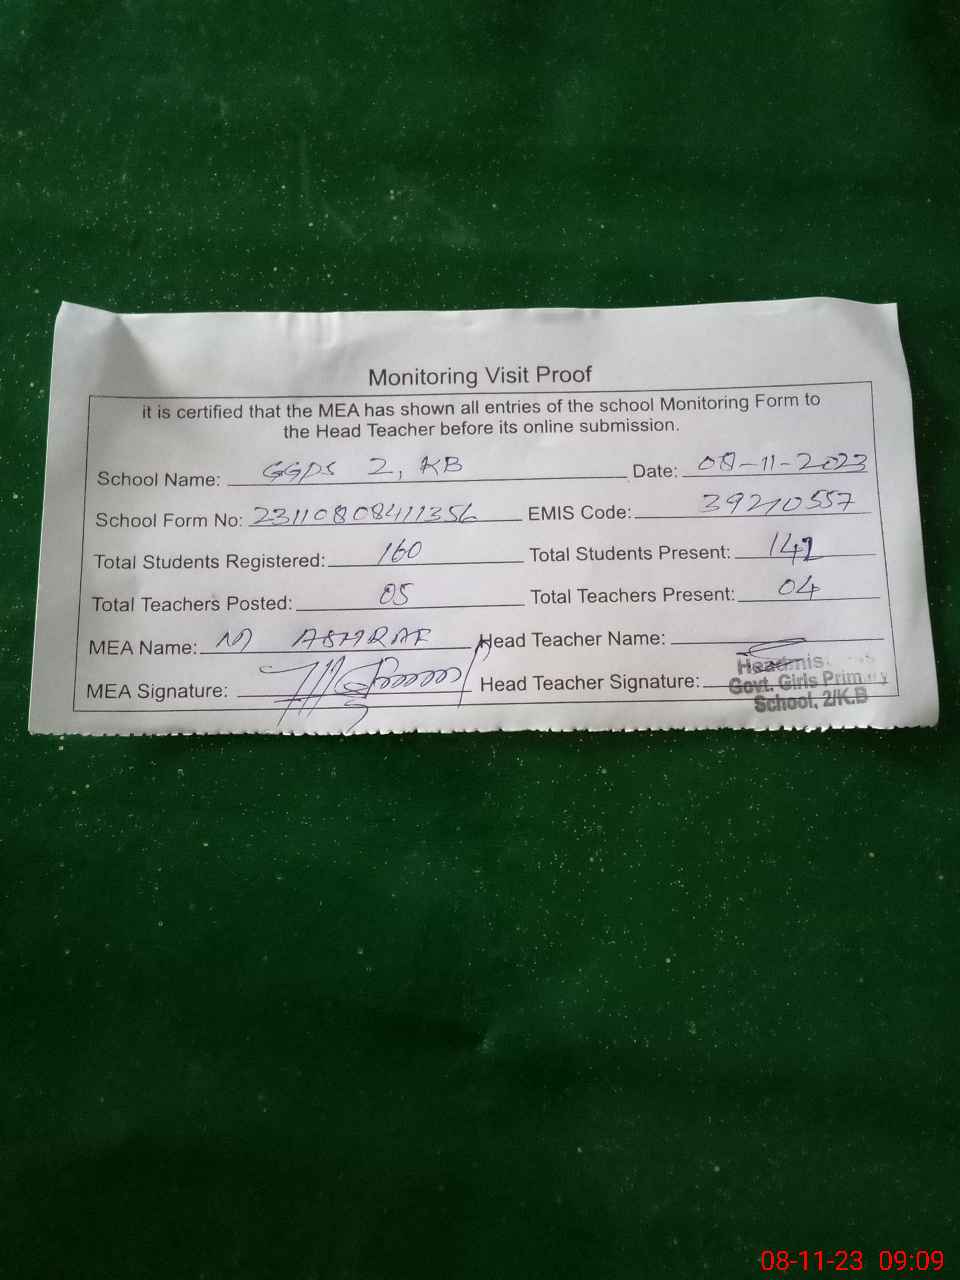 Monitoring Visit Proof
it is certified that the MEA has shown all entries of the school Monitoring Form to
the Head Teacher before its online submission.
School Name: GGPS 2, KB Date: 08-11-2023
School Form No: 23110808411356 EMIS Code: 39210557
Total Students Registered: 160 Total Students Present: 141
Total Teachers Posted: 05 Total Teachers Present: 04
MEA Name: M ASHRAF Head Teacher Name:
MEA Signature: Head Teacher Signature:
Govt. Girls Primary
School, 2/K.B
08-11-23 09:09